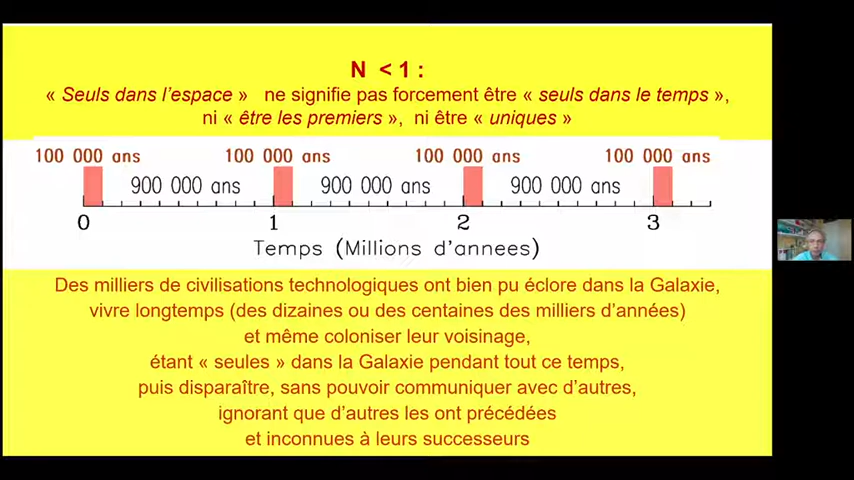 N < 1 :
« Seuls dans l’espace » ne signifie pas forcement être « seuls dans le temps »,
ni « être les premiers », ni être « uniques »
100 000 ans 100 000 ans 100 000 ans 100 000 ans
900 000 ans 900 000 ans 900 000 ans
0 1 2 3
Temps (Millions d'annees)
Des milliers de civilisations technologiques ont bien pu éclore dans la Galaxie,
vivre longtemps (des dizaines ou des centaines des milliers d’années)
et même coloniser leur voisinage,
étant « seules » dans la Galaxie pendant tout ce temps,
puis disparaître, sans pouvoir communiquer avec d’autres,
ignorant que d’autres les ont précédées
et inconnues à leurs successeurs